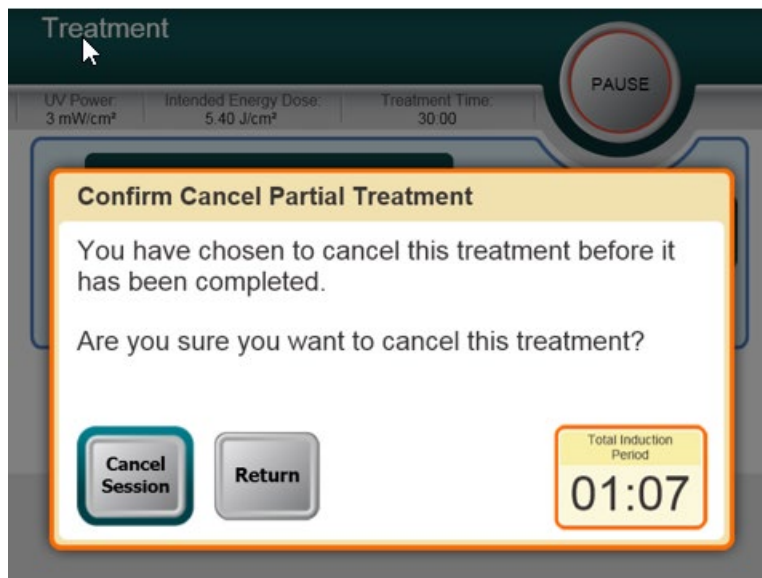 Treatment
PAUSE
UV Power: Intended Energy Dose: Treatment Time:
3 mW/cm² 5.40 J/cm² 30:00
Confirm Cancel Partial Treatment
You have chosen to cancel this treatment before it
has been completed.
Are you sure you want to cancel this treatment?
Cancel
Session
Return
Total Induction
Period
01:07